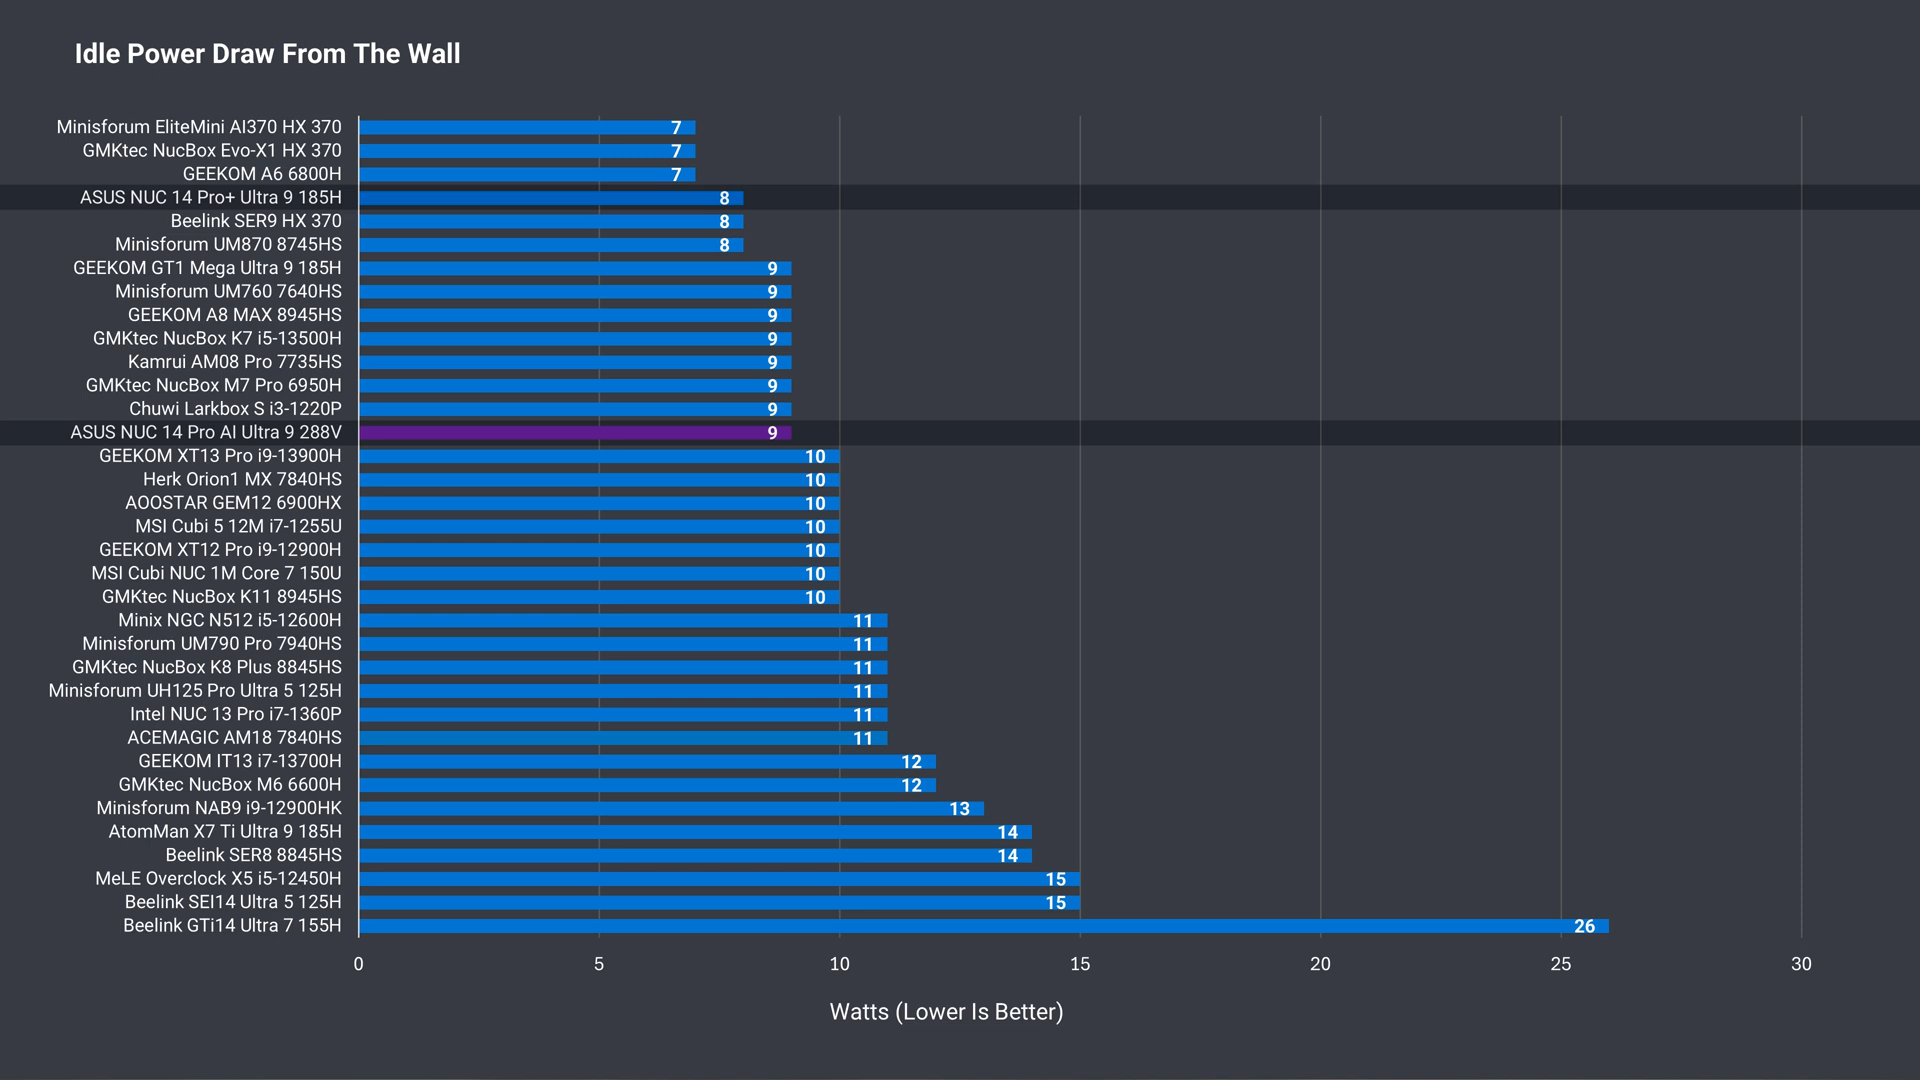 Idle Power Draw From The Wall
Minisforum EliteMini AI370 HX 370 7
GMKtec NucBox Evo-X1 HX 370 7
GEEKOM A6 6800H 7
ASUS NUC 14 Pro+ Ultra 9 185H 8
Beelink SER9 HX 370 8
Minisforum UM870 8745HS 8
GEEKOM GT1 Mega Ultra 9 185H 9
Minisforum UM760 7640HS 9
GEEKOM A8 MAX 8945HS 9
GMKtec NucBox K7 i5-13500H 9
Kamrui AM08 Pro 7735HS 9
GMKtec NucBox M7 Pro 6950H 9
Chuwi Larkbox S i3-1220P 9
ASUS NUC 14 Pro AI Ultra 9 288V 9
GEEKOM XT13 Pro i9-13900H 10
Herk Orion1 MX 7840HS 10
AOOSTAR GEM12 6900HX 10
MSI Cubi 5 12M i7-1255U 10
GEEKOM XT12 Pro i9-12900H 10
MSI Cubi NUC 1M Core 7 150U 10
GMKtec NucBox K11 8945HS 10
Minix NGC N512 i5-12600H 11
Minisforum UM790 Pro 7940HS 11
GMKtec NucBox K8 Plus 8845HS 11
Minisforum UH125 Pro Ultra 5 125H 11
Intel NUC 13 Pro i7-1360P 11
ACEMAGIC AM18 7840HS 11
GEEKOM IT13 i7-13700H 12
GMKtec NucBox M6 6600H 12
Minisforum NAB9 i9-12900HK 13
AtomMan X7 Ti Ultra 9 185H 14
Beelink SER8 8845HS 14
MeLE Overclock X5 i5-12450H 15
Beelink SEI14 Ultra 5 125H 15
Beelink GTi14 Ultra 7 155H 26
0 5 10 15 20 25 30
Watts (Lower Is Better)